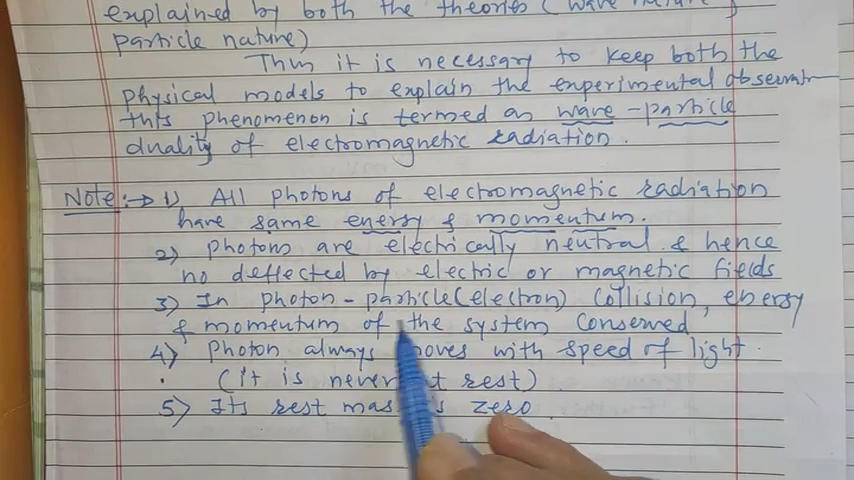 explained by both the theories (wave nature,
particle nature)
Thus it is necessary to keep both the
physical models to explain the experimental observatn
this phenomenon is termed as wave-particle
duality of electromagnetic radiation.
Note:→ 1) All photons of electromagnetic radiation
have same energy & momentum.
2) photons are electrically neutral & hence
no deflected by electric or magnetic fields
3) In photon-particle(electron) collision, energy
& momentum of the system conserved
4) Photon always moves with speed of light.
(it is never at rest)
5) Its rest mass is zero